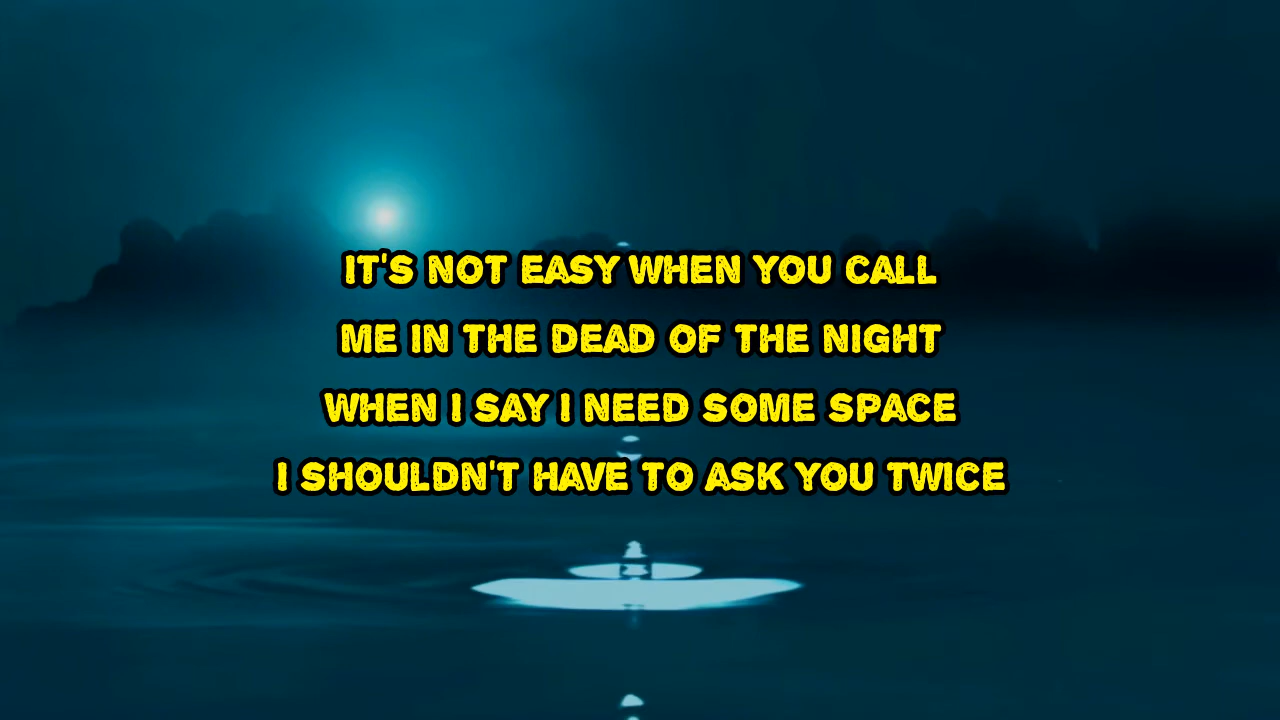 IT'S NOT EASY WHEN YOU CALL
ME IN THE DEAD OF THE NIGHT
WHEN I SAY I NEED SOME SPACE
I SHOULDN'T HAVE TO ASK YOU TWICE